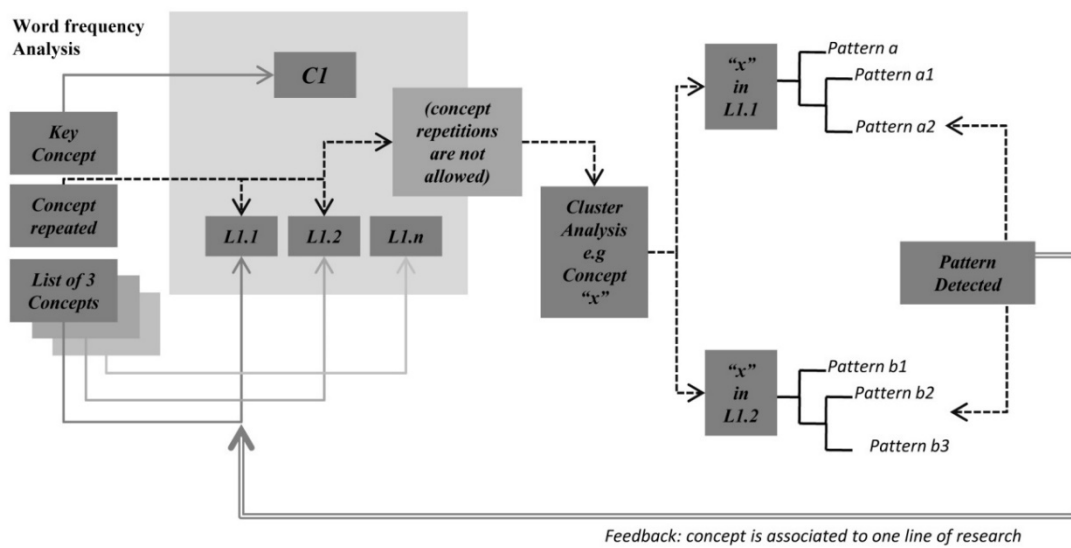 Word frequency
Analysis
C1
Key
Concept
Concept
repeated
List of 3
Concepts
L1.1
L1.2
L1.n
(concept
repetitions
are not
allowed)
Cluster
Analysis
e.g
Concept
“x”
“x”
in
L1.1
Pattern a
Pattern a1
Pattern a2
Pattern
Detected
“x”
in
L1.2
Pattern b1
Pattern b2
Pattern b3
Feedback: concept is associated to one line of research